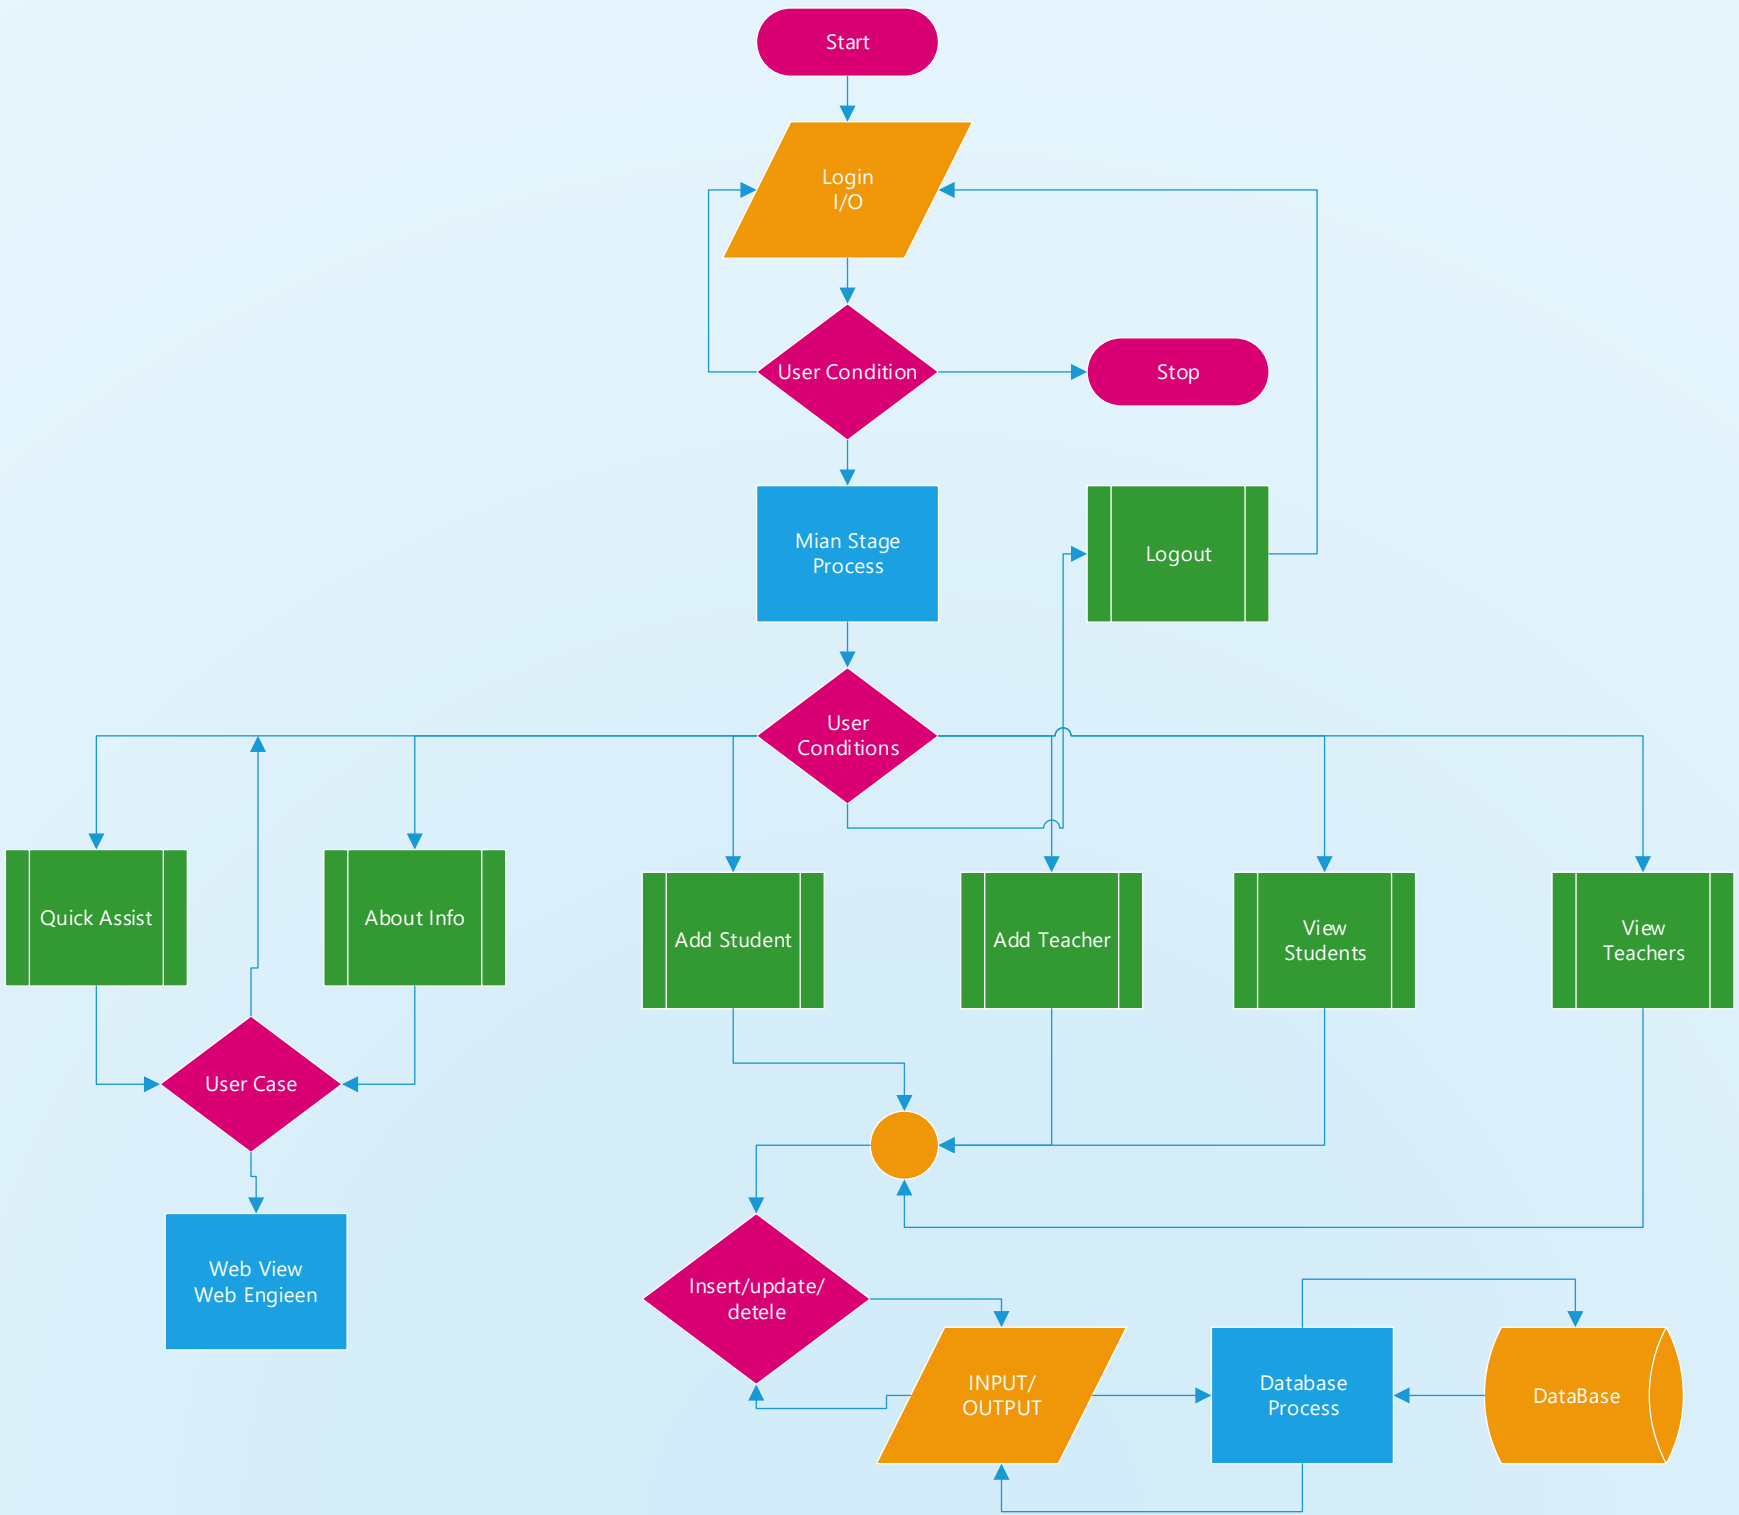 Start
Login
I/O
User Condition
Stop
Mian Stage
Process
Logout
User
Conditions
Quick Assist
About Info
Add Student
Add Teacher
View
Students
View
Teachers
User Case
Web View
Web Engieen
Insert/update/
detele
INPUT/
OUTPUT
Database
Process
DataBase